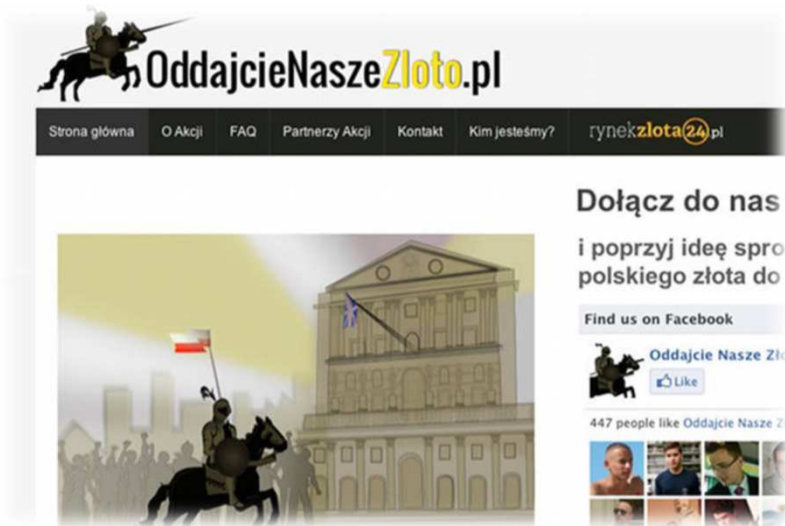 OddajcieNaszeZloto.pl
Strona główna O Akcji FAQ Partnerzy Akcji Kontakt Kim jesteśmy? rynekzlota24.pl
Dołącz do nas
i poprzyj ideę spro
polskiego złota do
Find us on Facebook
Oddajcie Nasze Zło
Like
447 people like Oddajcie Nasze Z